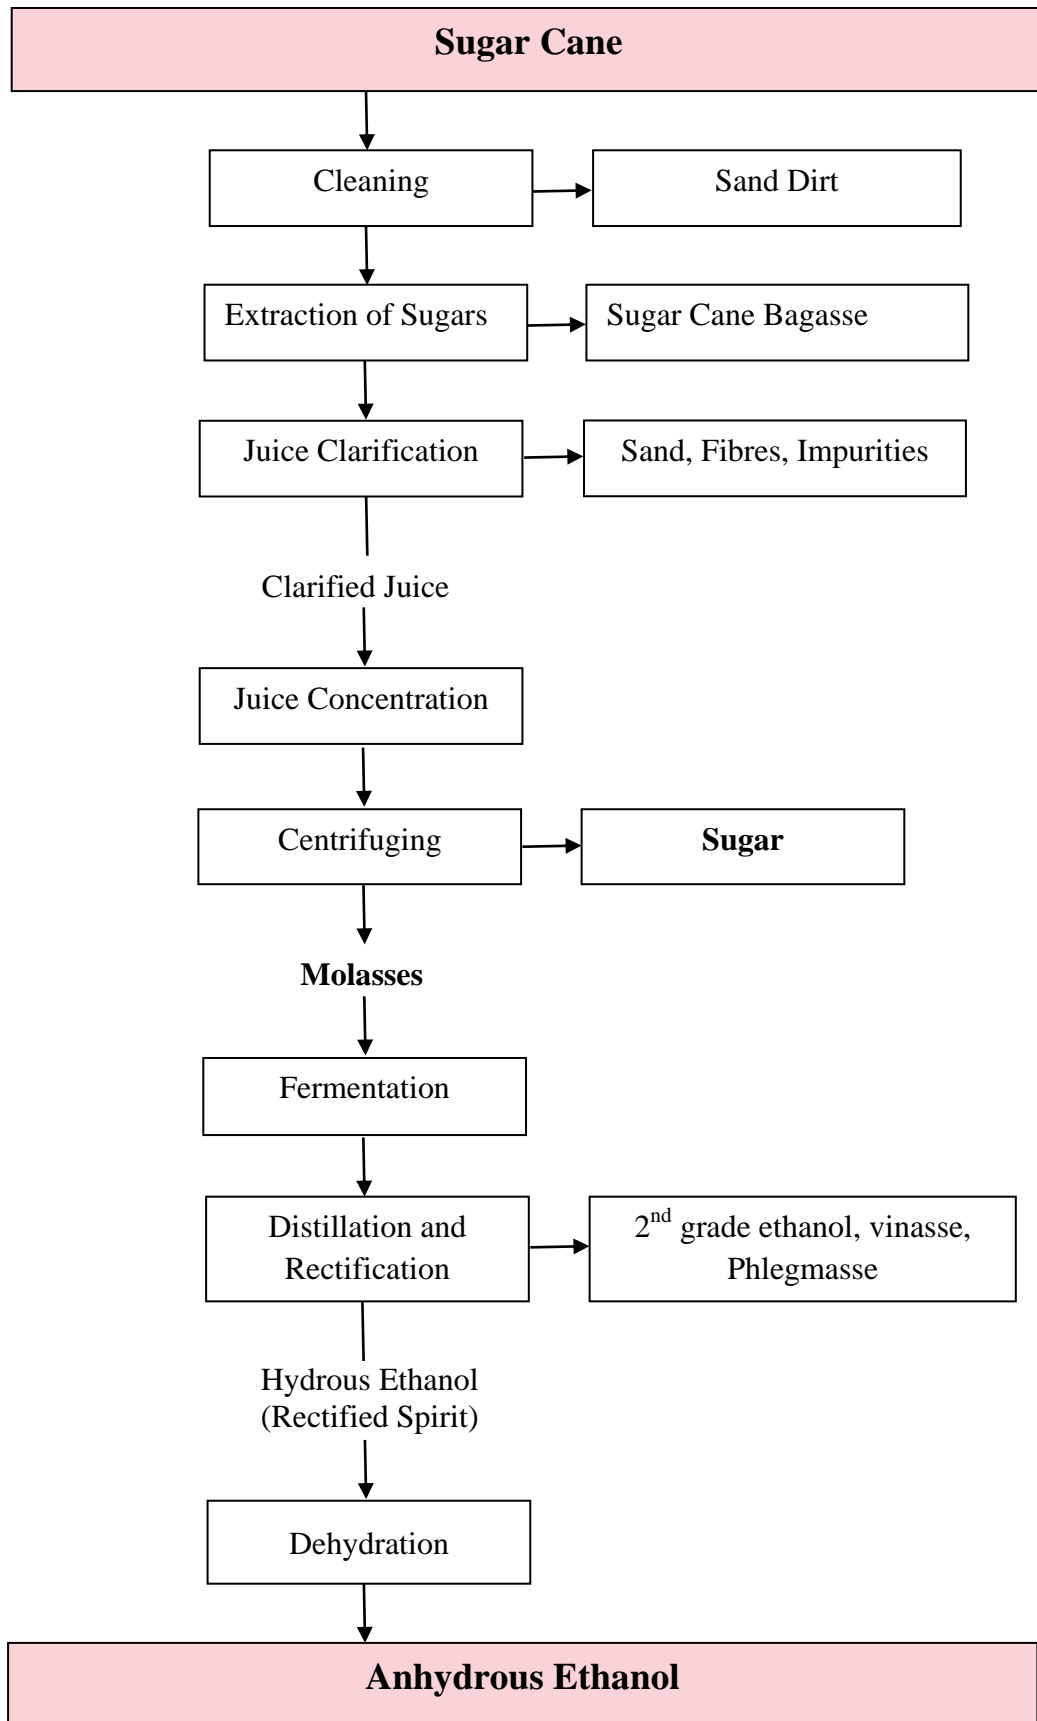 Sugar Cane
Cleaning
Sand Dirt
Extraction of Sugars
Sugar Cane Bagasse
Juice Clarification
Sand, Fibres, Impurities
Clarified Juice
Juice Concentration
Centrifuging
Sugar
Molasses
Fermentation
Distillation and
Rectification
2nd grade ethanol, vinasse,
Phlegmasse
Hydrous Ethanol
(Rectified Spirit)
Dehydration
Anhydrous Ethanol